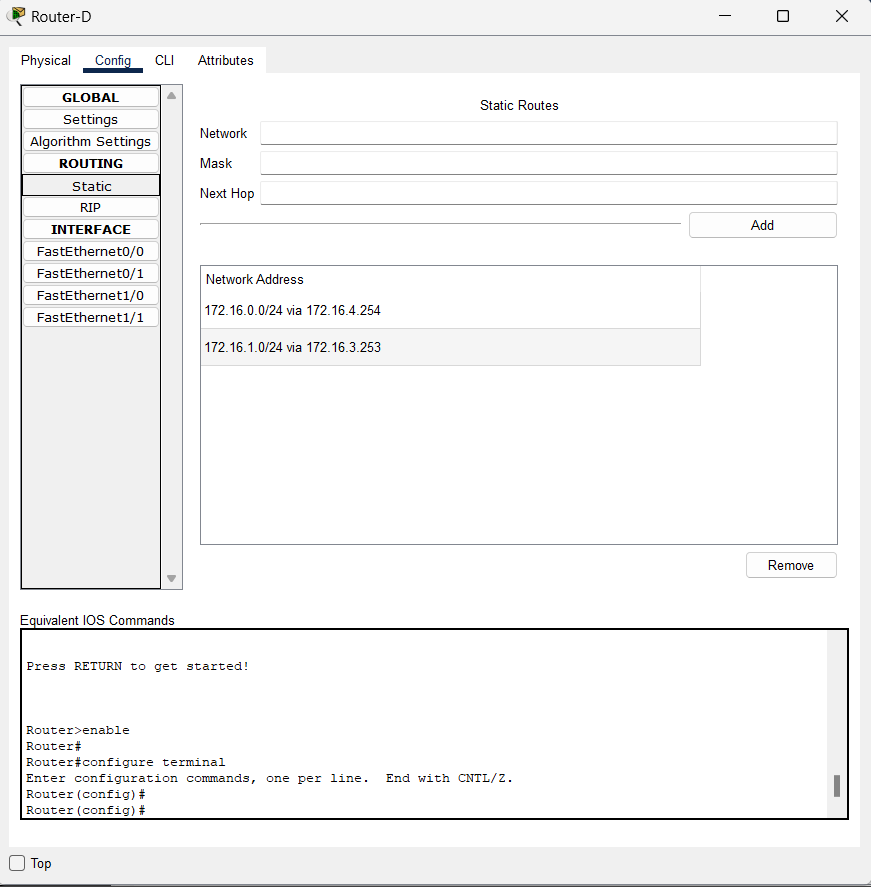 Router-D
Physical Config CLI Attributes
GLOBAL
Settings
Algorithm Settings
ROUTING
Static
RIP
INTERFACE
FastEthernet0/0
FastEthernet0/1
FastEthernet1/0
FastEthernet1/1
Static Routes
Network
Mask
Next Hop
Add
Network Address
172.16.0.0/24 via 172.16.4.254
172.16.1.0/24 via 172.16.3.253
Remove
Equivalent IOS Commands
Press RETURN to get started!
Router>enable
Router#
Router#configure terminal
Enter configuration commands, one per line.  End with CNTL/Z.
Router(config)#
Router(config)#
Top